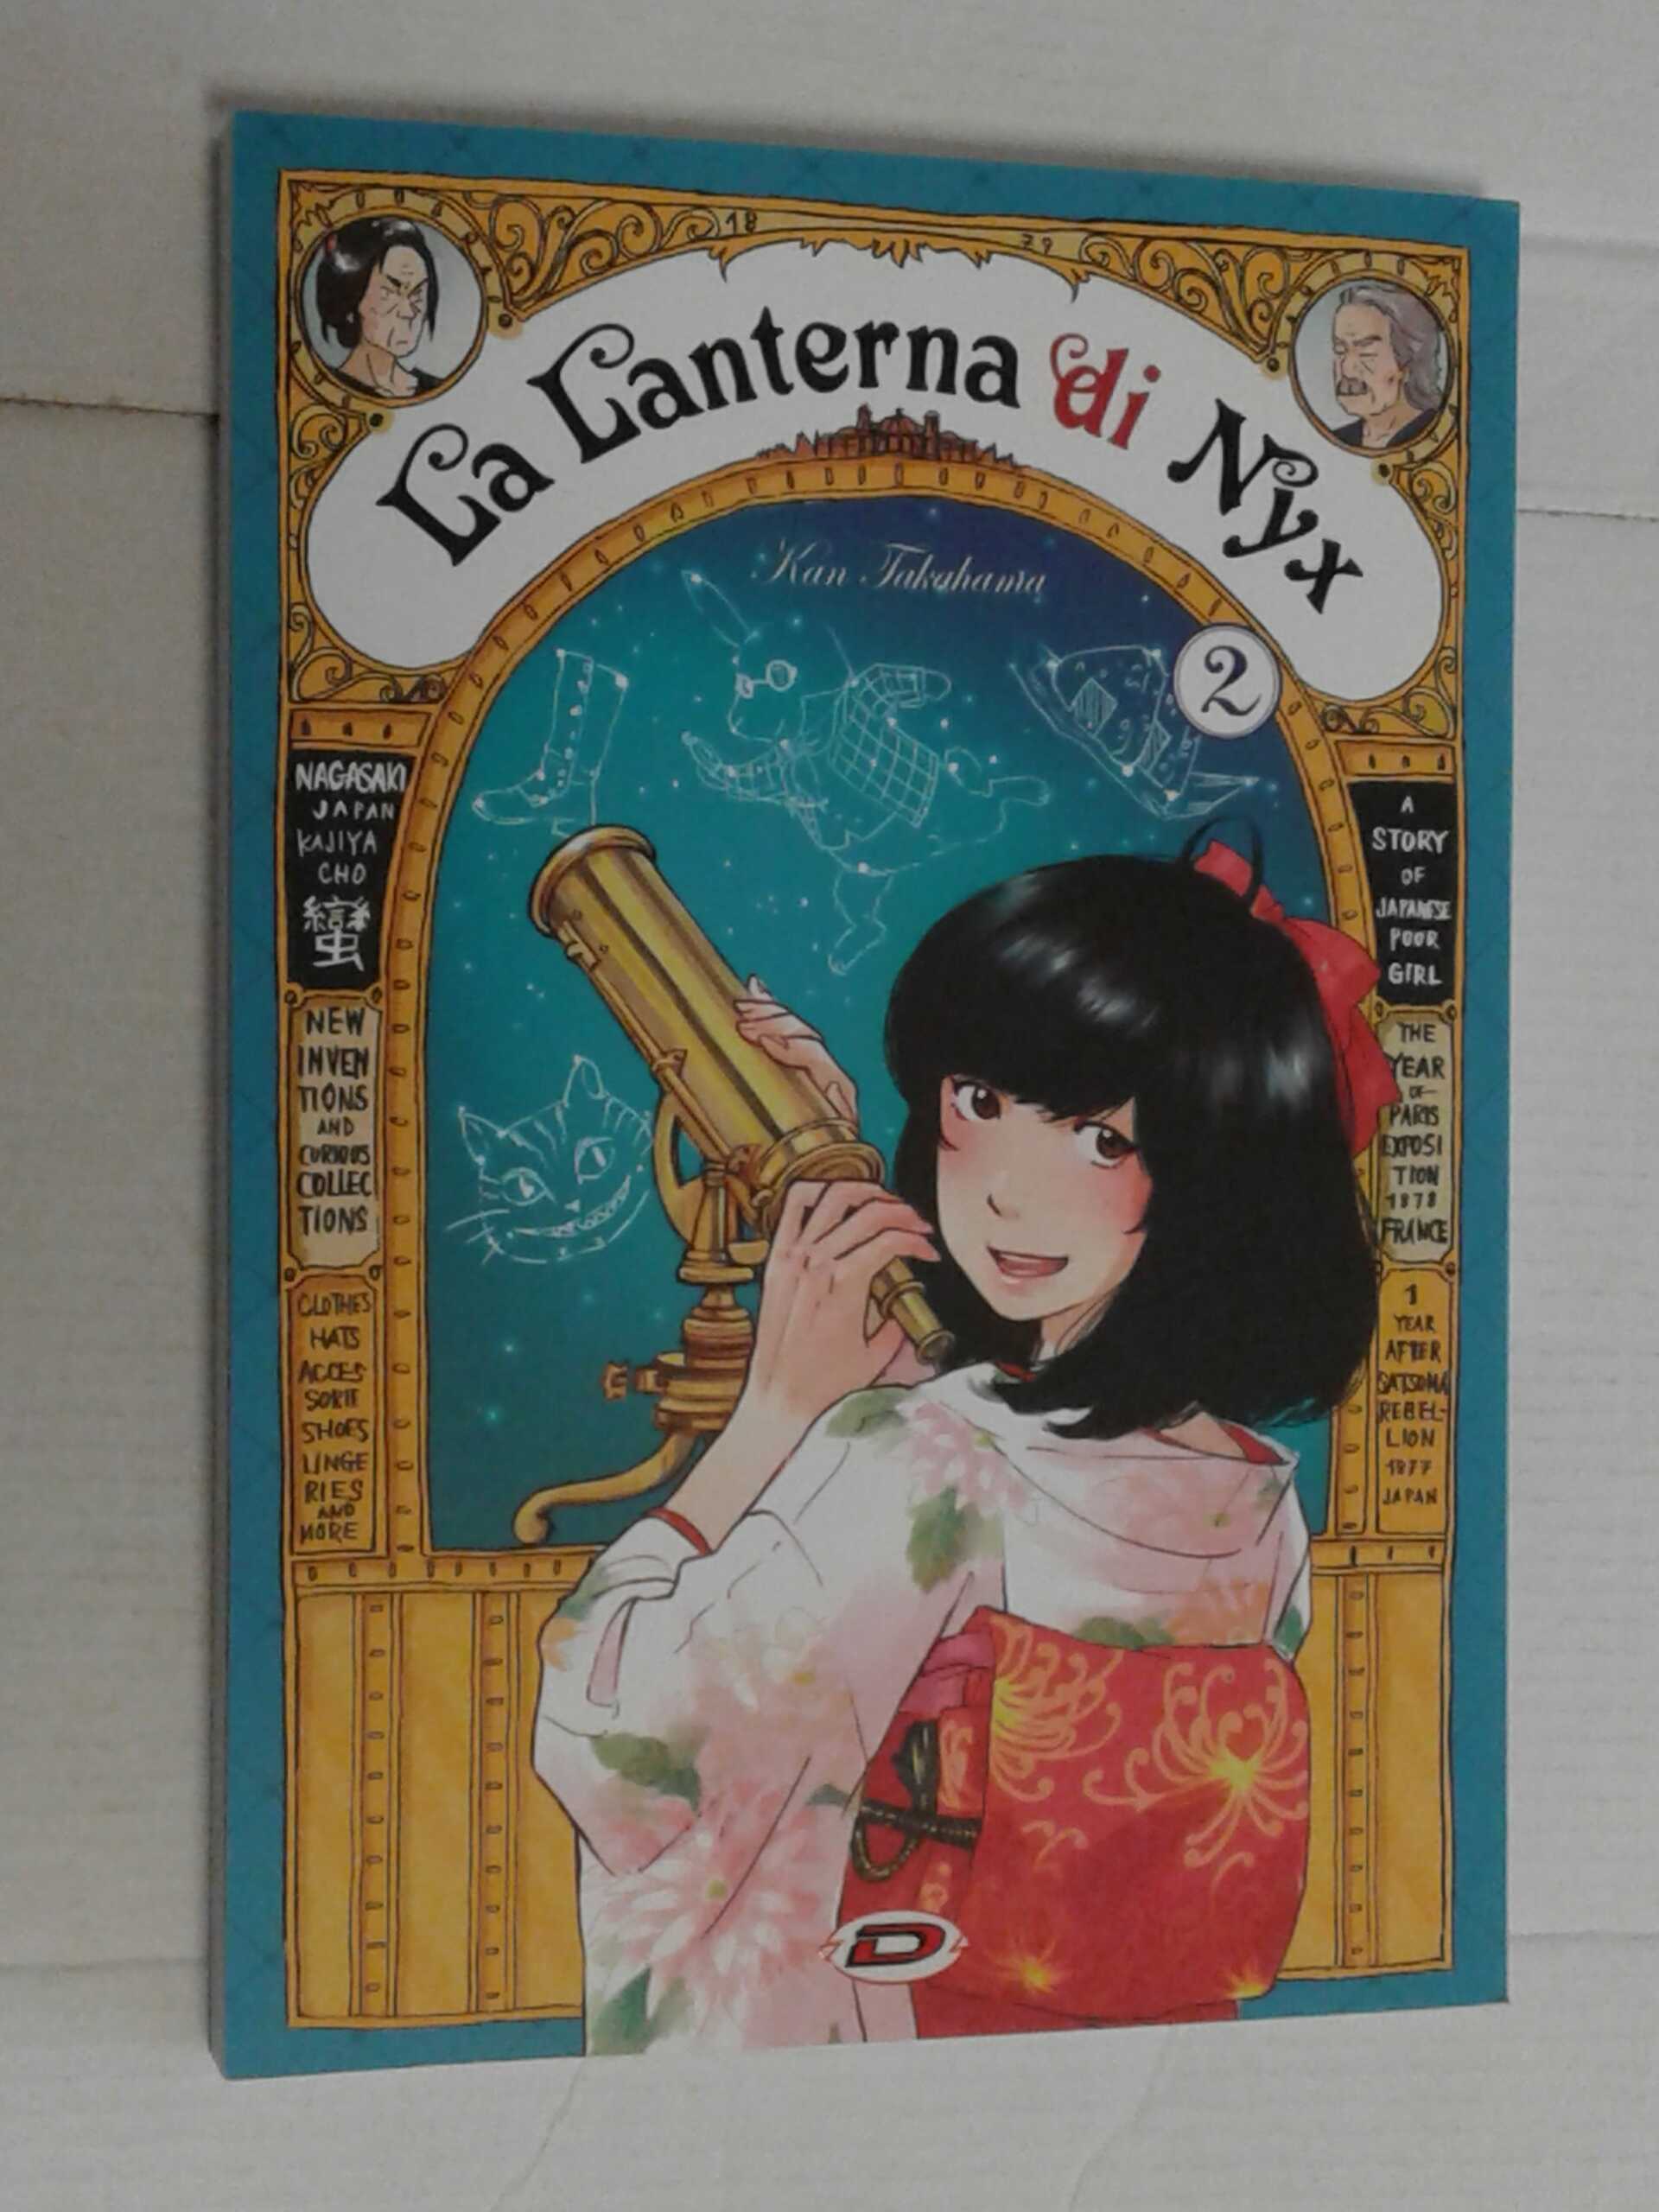 18 79
La Lanterna di Nyx
Kan Takahama
2
NAGASAKI
JAPAN
KAJIYA
CHO
蠻
NEW
INVEN
TIONS
AND
CURIOUS
COLLEC
TIONS
CLOTHES
HATS
ACCES
SORIE
SHOES
LINGE
RIES
AND
MORE
A
STORY
OF
JAPANESE
POOR
GIRL
THE
YEAR
OF
PARIS
EXPOSI
TION
1878
FRANCE
1
YEAR
AFTER
SATSUMA
REBEL-
LION
1877
JAPAN
D